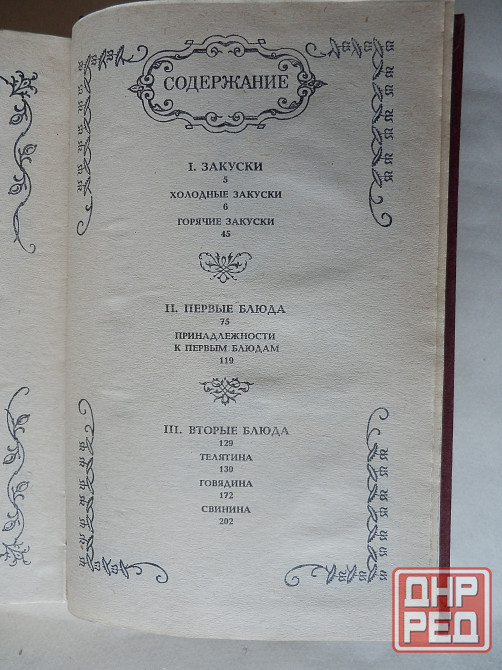 СОДЕРЖАНИЕ
I. ЗАКУСКИ
5
ХОЛОДНЫЕ ЗАКУСКИ
6
ГОРЯЧИЕ ЗАКУСКИ
45
II. ПЕРВЫЕ БЛЮДА
75
ПРИНАДЛЕЖНОСТИ
К ПЕРВЫМ БЛЮДАМ
119
III. ВТОРЫЕ БЛЮДА
129
ТЕЛЯТИНА
130
ГОВЯДИНА
172
СВИНИНА
202
ДНР
РЕД